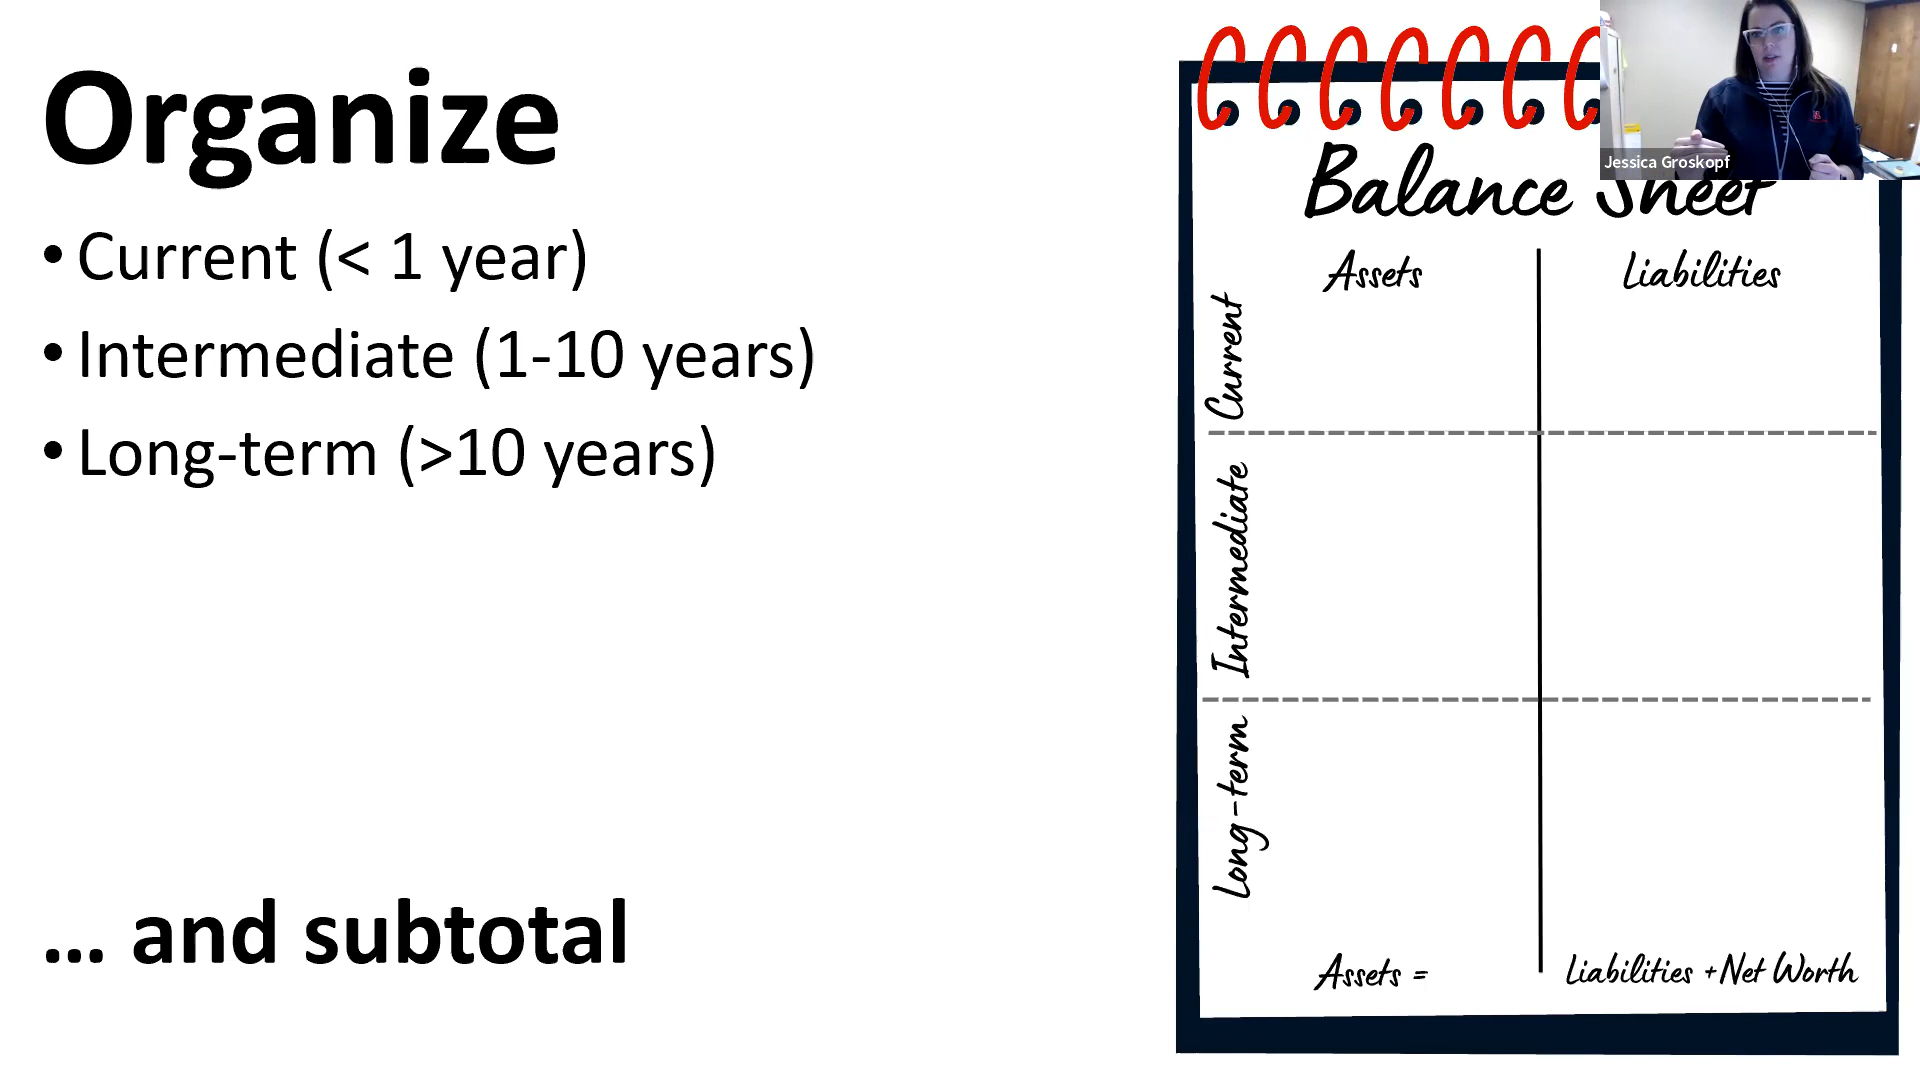 Organize
• Current (< 1 year)
• Intermediate (1-10 years)
• Long-term (>10 years)
... and subtotal
Jessica Groskopf
Balance Sheet
Assets
Liabilities
Current
Intermediate
Long-term
Assets =
Liabilities + Net Worth